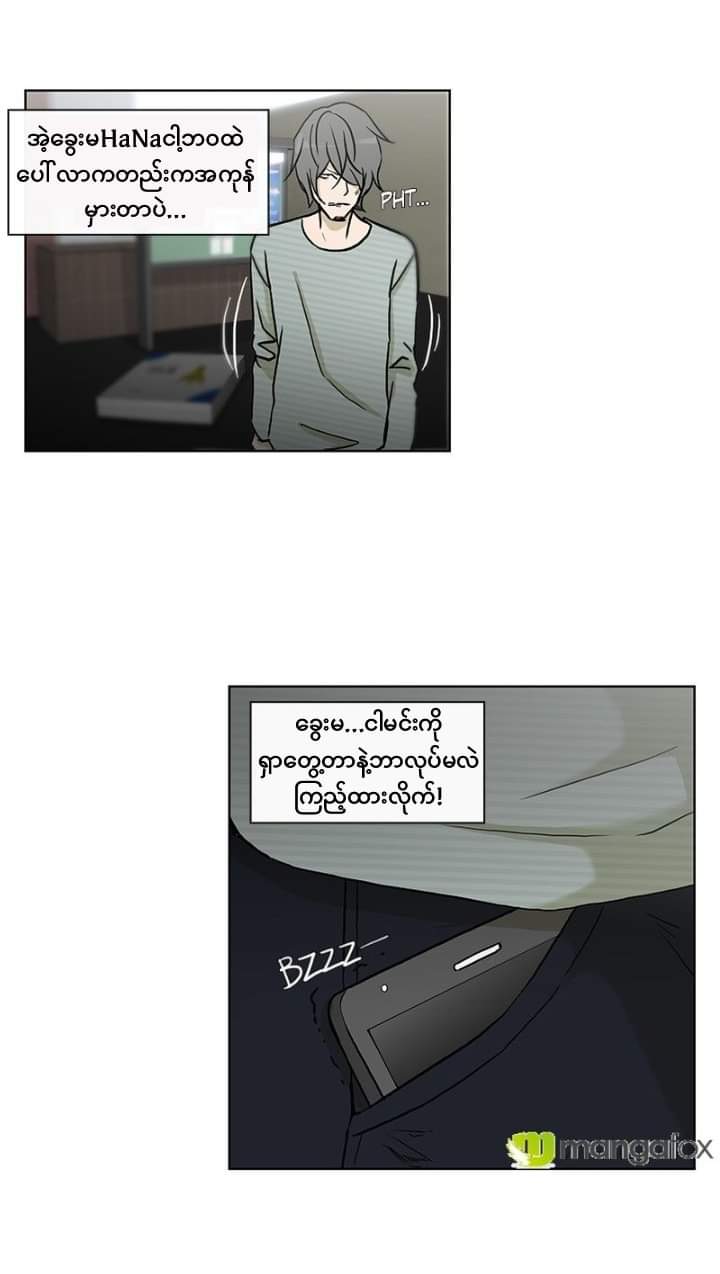 အဲ့ခွေးမHaNaငါ့ဘဝထဲ
ပေါ်လာကတည်းကအကုန်
မှားတာပဲ...
PHT...
ခွေးမ...ငါမင်းကို
ရှာတွေ့တာနဲ့ဘာလုပ်မလဲ
ကြည့်ထားလိုက်!
BZZZ—
mangafox